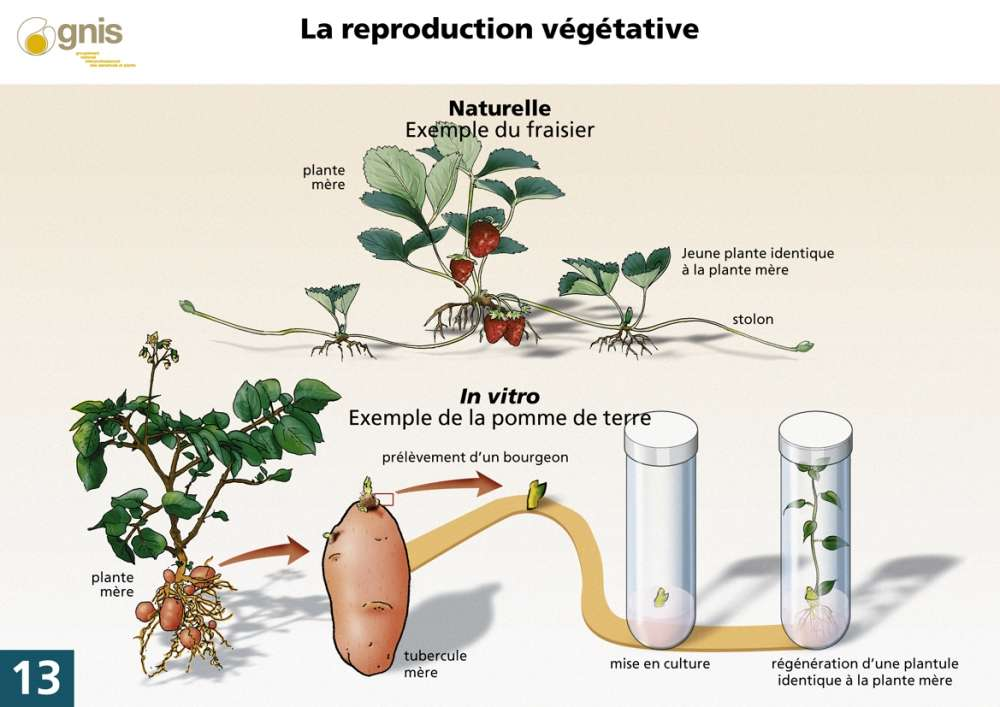 gnis
La reproduction végétative
Naturelle
Exemple du fraisier
plante
mère
Jeune plante identique
à la plante mère
stolon
In vitro
Exemple de la pomme de terre
prélèvement d’un bourgeon
plante
mère
tubercule
mère
mise en culture
régénération d’une plantule
identique à la plante mère
13